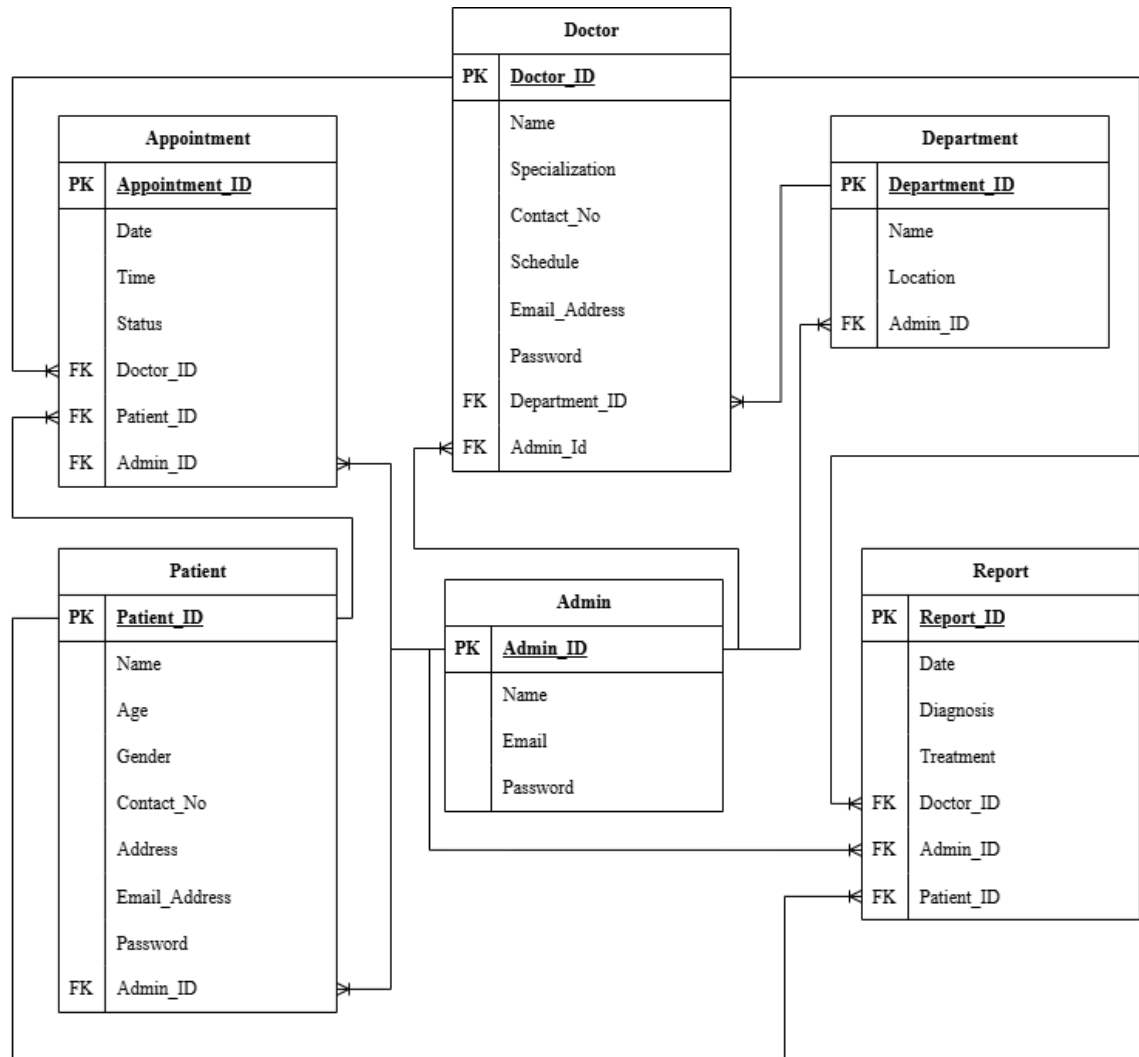 Doctor
PK Doctor_ID
Name
Specialization
Contact_No
Schedule
Email_Address
Password
FK Department_ID
FK Admin_Id
Appointment
PK Appointment_ID
Date
Time
Status
FK Doctor_ID
FK Patient_ID
FK Admin_ID
Department
PK Department_ID
Name
Location
FK Admin_ID
Patient
PK Patient_ID
Name
Age
Gender
Contact_No
Address
Email_Address
Password
FK Admin_ID
Admin
PK Admin_ID
Name
Email
Password
Report
PK Report_ID
Date
Diagnosis
Treatment
FK Doctor_ID
FK Admin_ID
FK Patient_ID